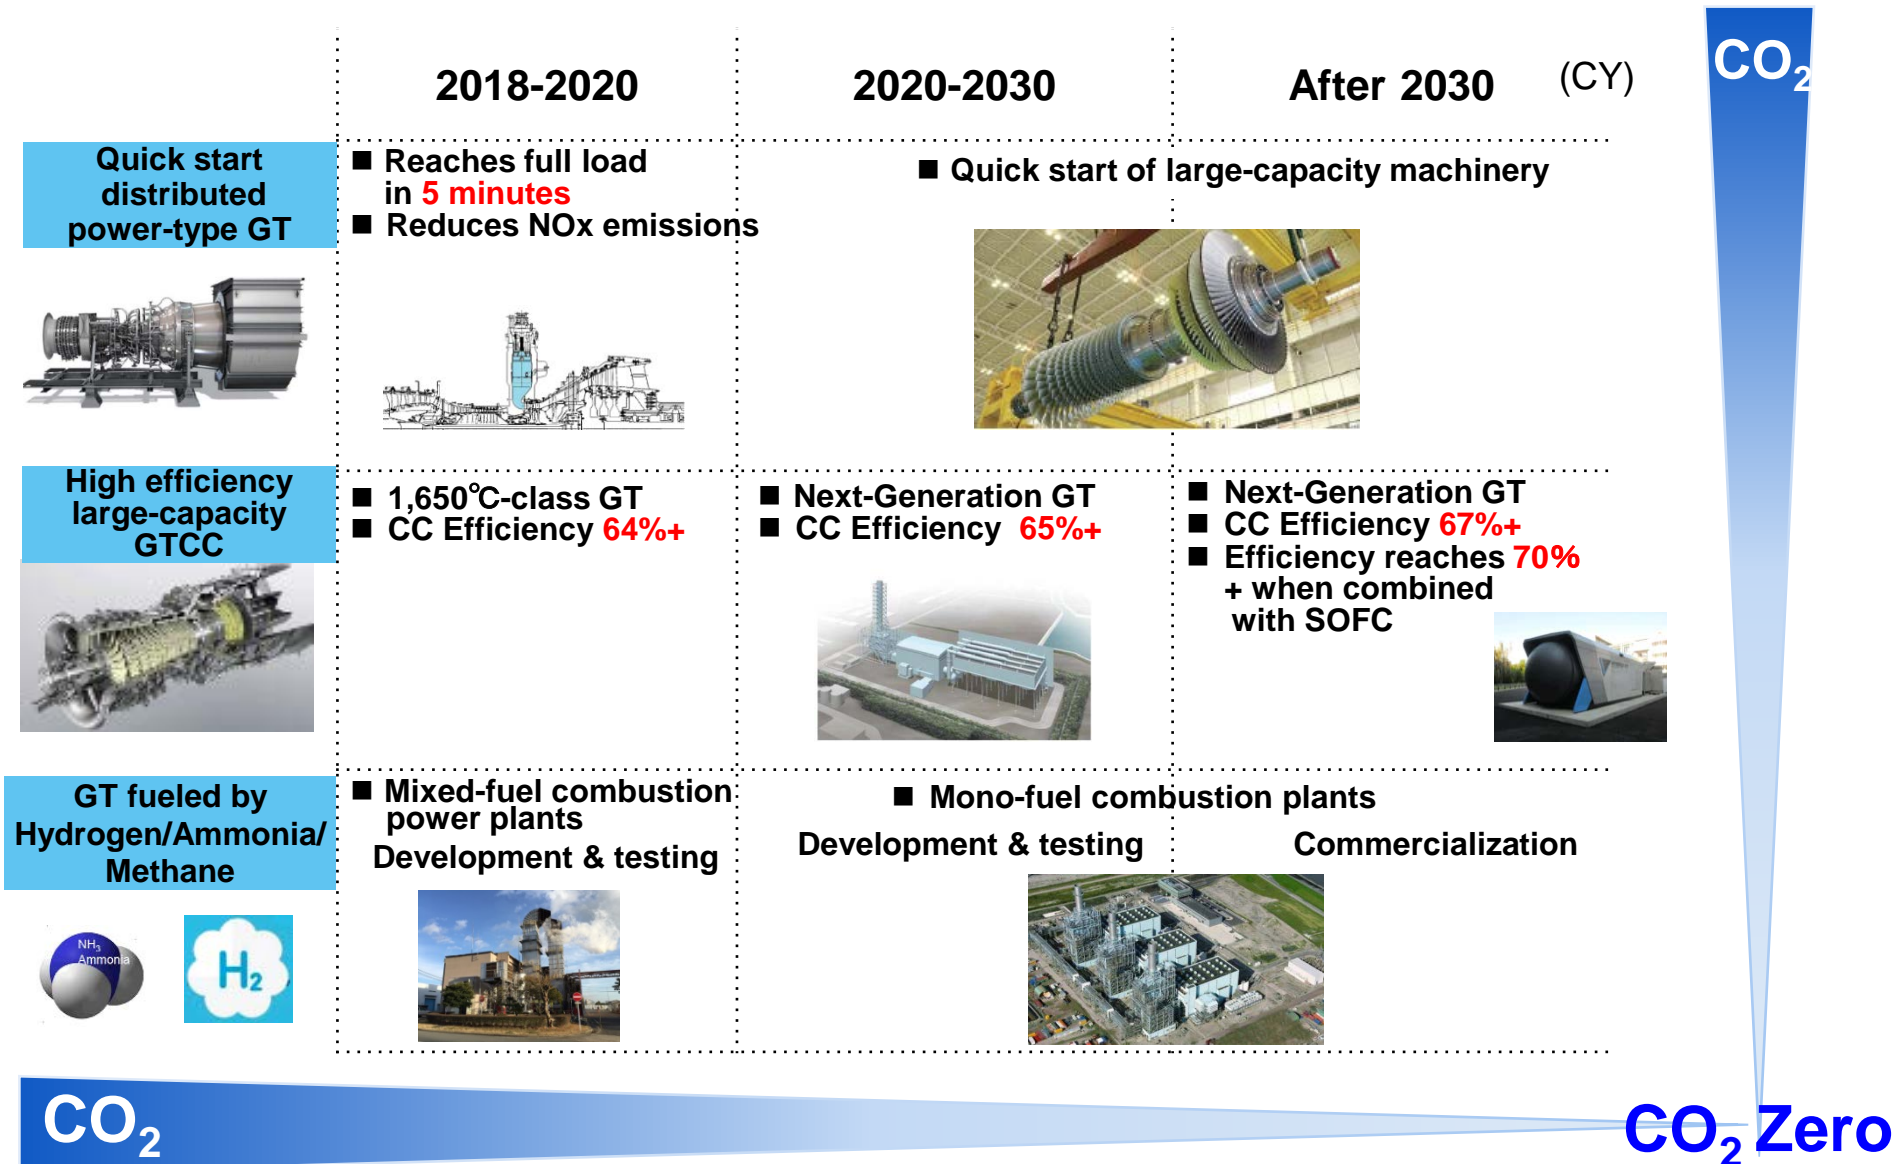 2018-2020
2020-2030
After 2030
(CY)
CO2
Quick start
distributed
power-type GT
■ Reaches full load
in 5 minutes
■ Reduces NOx emissions
■ Quick start of large-capacity machinery
High efficiency
large-capacity
GTCC
■ 1,650℃-class GT
■ CC Efficiency 64%+
■ Next-Generation GT
■ CC Efficiency 65%+
■ Next-Generation GT
■ CC Efficiency 67%+
■ Efficiency reaches 70%
+ when combined
with SOFC
GT fueled by
Hydrogen/Ammonia/
Methane
■ Mixed-fuel combustion
power plants
Development & testing
■ Mono-fuel combustion plants
Development & testing
Commercialization
NH3
Ammonia
H2
CO2
CO2 Zero